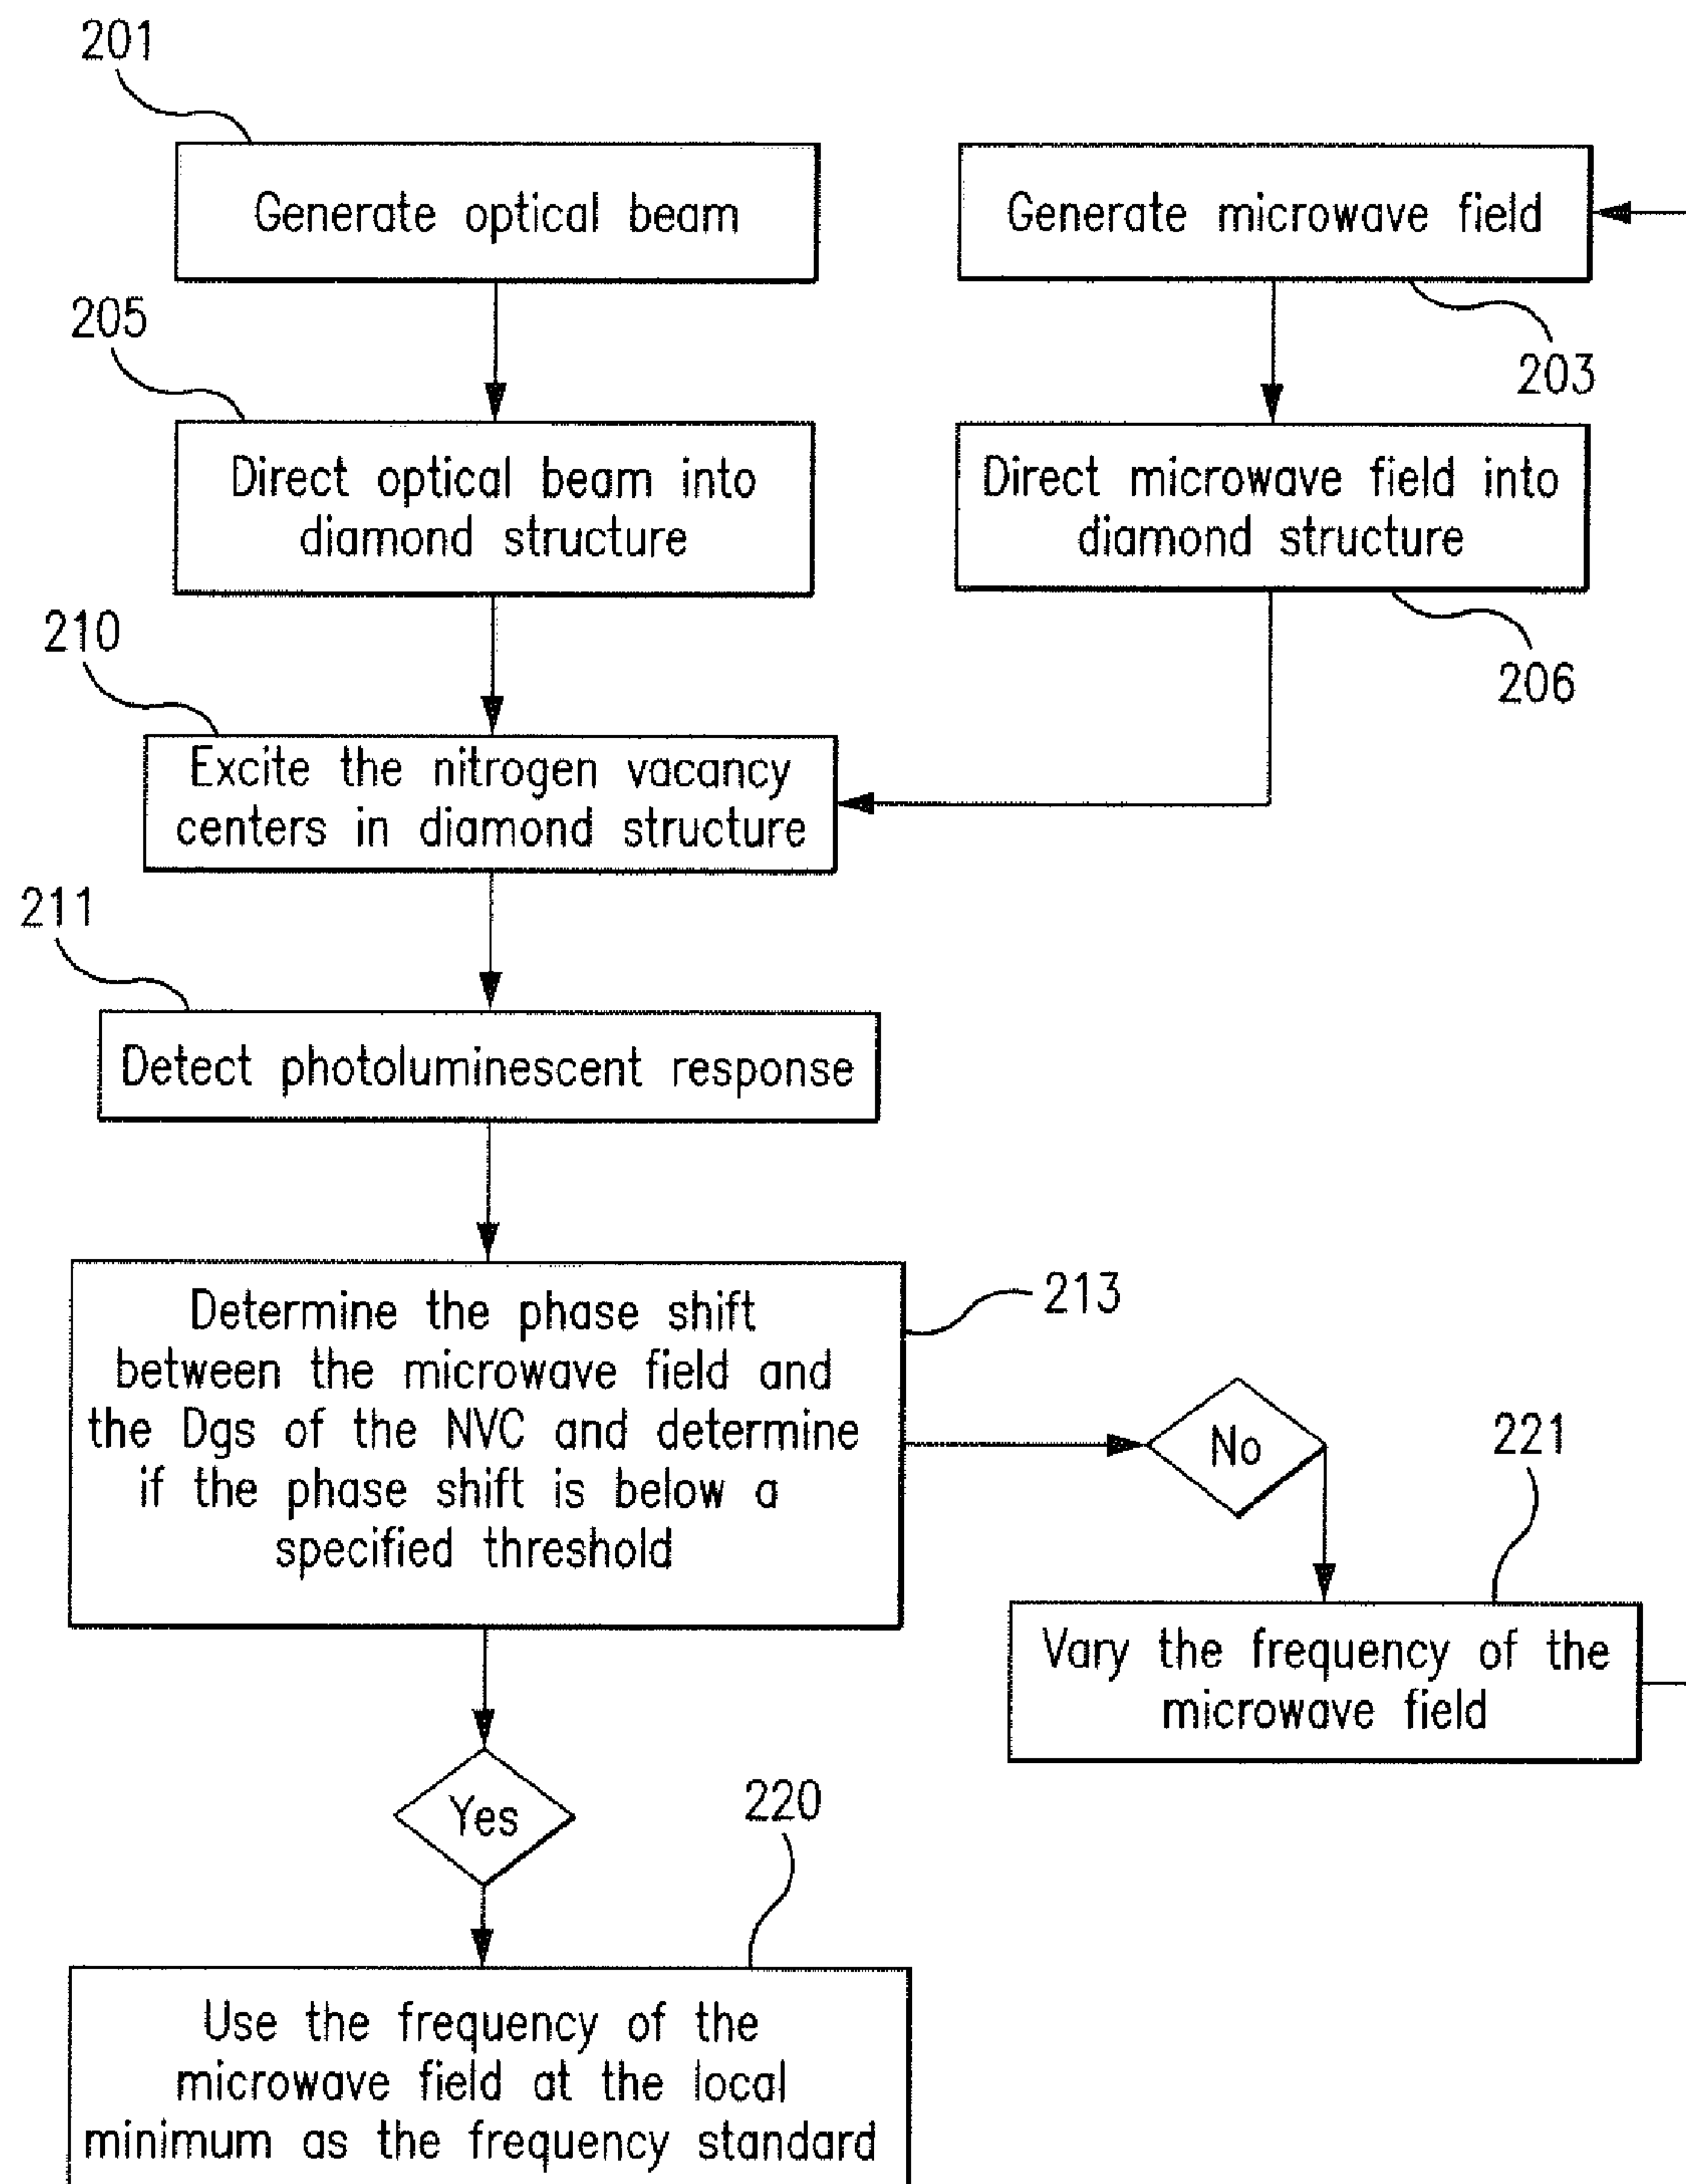 201
Generate optical beam
Generate microwave field
203
205
Direct optical beam into
diamond structure
Direct microwave field into
diamond structure
206
210
Excite the nitrogen vacancy
centers in diamond structure
211
Detect photoluminescent response
213
Determine the phase shift
between the microwave field and
the Dgs of the NVC and determine
if the phase shift is below a
specified threshold
No
221
Vary the frequency of the
microwave field
Yes
220
Use the frequency of the
microwave field at the local
minimum as the frequency standard